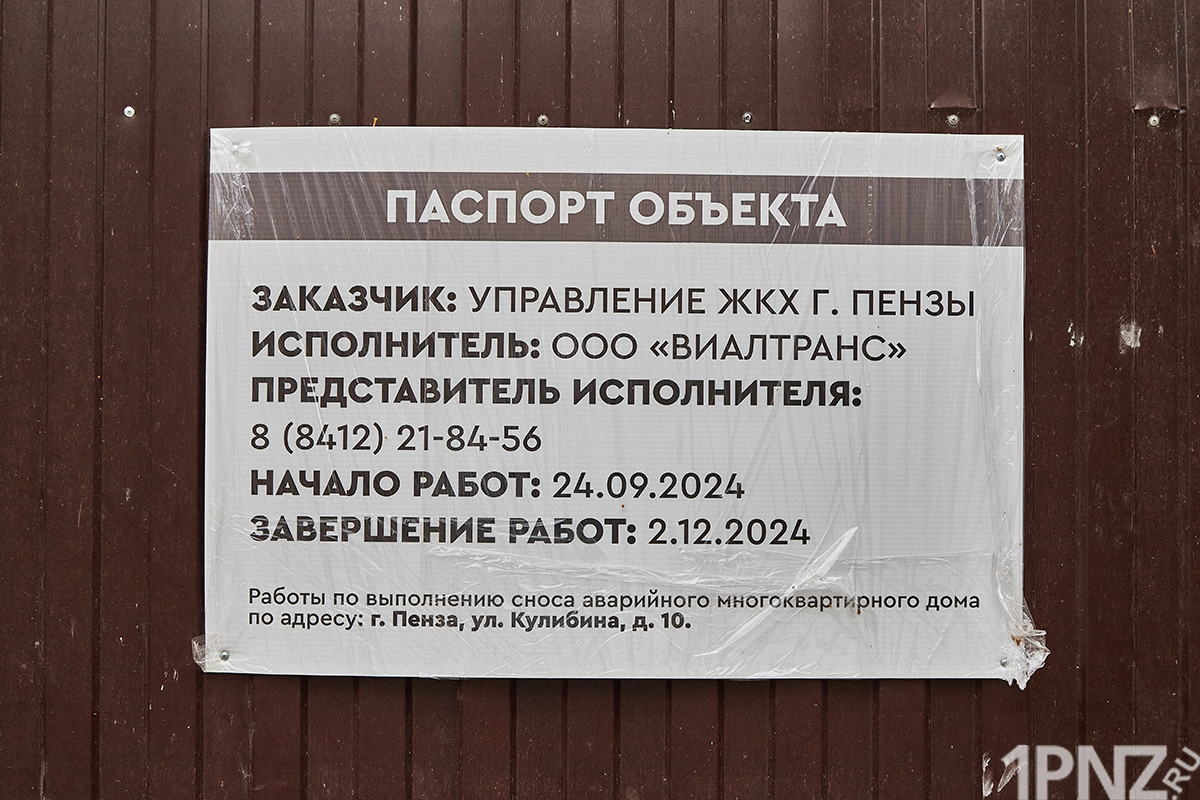 ПАСПОРТ ОБЪЕКТА
ЗАКАЗЧИК: УПРАВЛЕНИЕ ЖКХ Г. ПЕНЗЫ
ИСПОЛНИТЕЛЬ: ООО «ВИАЛТРАНС»
ПРЕДСТАВИТЕЛЬ ИСПОЛНИТЕЛЯ:
8 (8412) 21-84-56
НАЧАЛО РАБОТ: 24.09.2024
ЗАВЕРШЕНИЕ РАБОТ: 2.12.2024
Работы по выполнению сноса аварийного многоквартирного дома
по адресу: г. Пенза, ул. Кулибина, д. 10.
1PNZ.RU